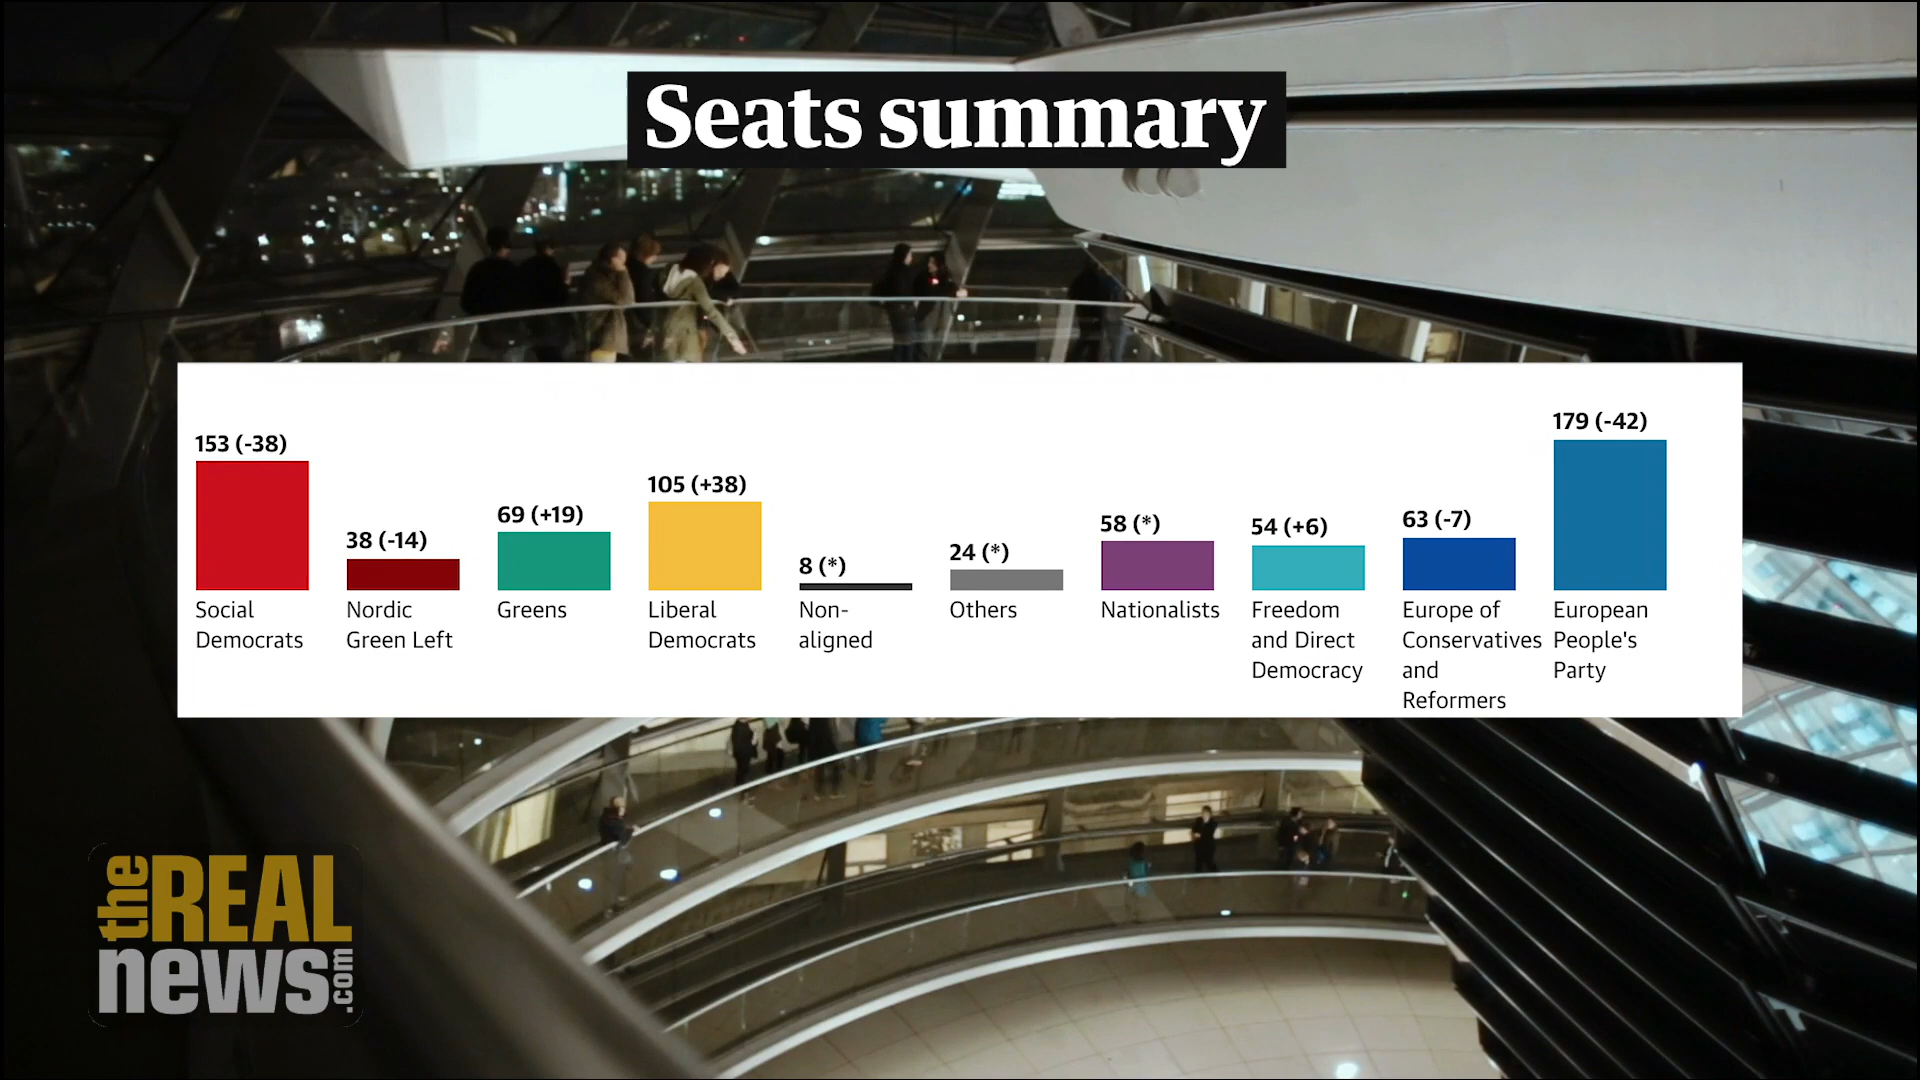 Seats summary
153 (-38)
Social
Democrats
38 (-14)
Nordic
Green Left
69 (+19)
Greens
105 (+38)
Liberal
Democrats
8 (*)
Non-
aligned
24 (*)
Others
58 (*)
Nationalists
54 (+6)
Freedom
and Direct
Democracy
63 (-7)
Europe of
Conservatives
and
Reformers
179 (-42)
European
People's
Party
the REAL
news.com